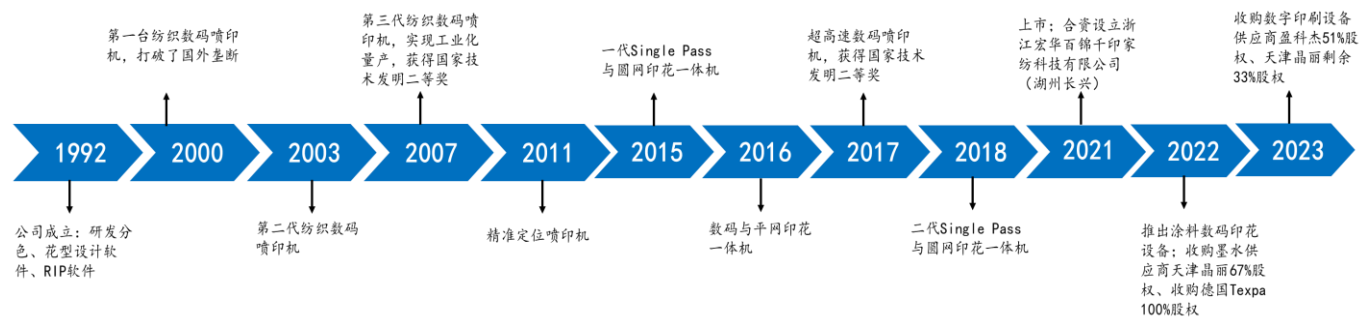 第一台纺织数码喷印
机，打破了国外垄断
第三代纺织数码喷
印机，实现工业化
量产，获得国家技
术发明二等奖
一代Single Pass
与圆网印花一体机
超高速数码喷印
机，获得国家技术
发明二等奖
上市；合资设立浙
江宏华百锦千印家
纺科技有限公司
（湖州长兴）
收购数字印刷设备
供应商盈科杰51%股
权、天津晶丽剩余
33%股权
1992
2000
2003
2007
2011
2015
2016
2017
2018
2021
2022
2023
公司成立：研发分
色、花型设计软
件、RIP软件
第二代纺织数码
喷印机
精准定位喷印机
数码与平网印花
一体机
二代Single Pass
与圆网印花一体机
推出涂料数码印花
设备；收购墨水供
应商天津晶丽67%股
权、收购德国Texpa
100%股权